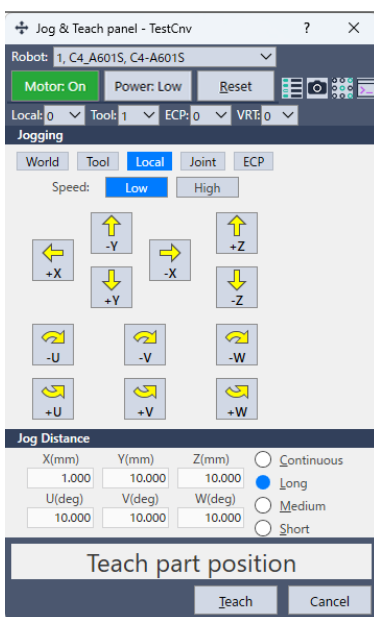 Jog & Teach panel - TestCnv ? X
Robot: 1, C4_A601S, C4-A601S
Motor: On Power: Low Reset
Local: 0 Tool: 1 ECP: 0 VRT: 0
Jogging
World Tool Local Joint ECP
Speed: Low High
-Y +Z
+X -X
+Y -Z
-U -V -W
+U +V +W
Jog Distance
X(mm) Y(mm) Z(mm) Continuous
1.000 10.000 10.000 Long
U(deg) V(deg) W(deg) Medium
10.000 10.000 10.000 Short
Teach part position
Teach Cancel